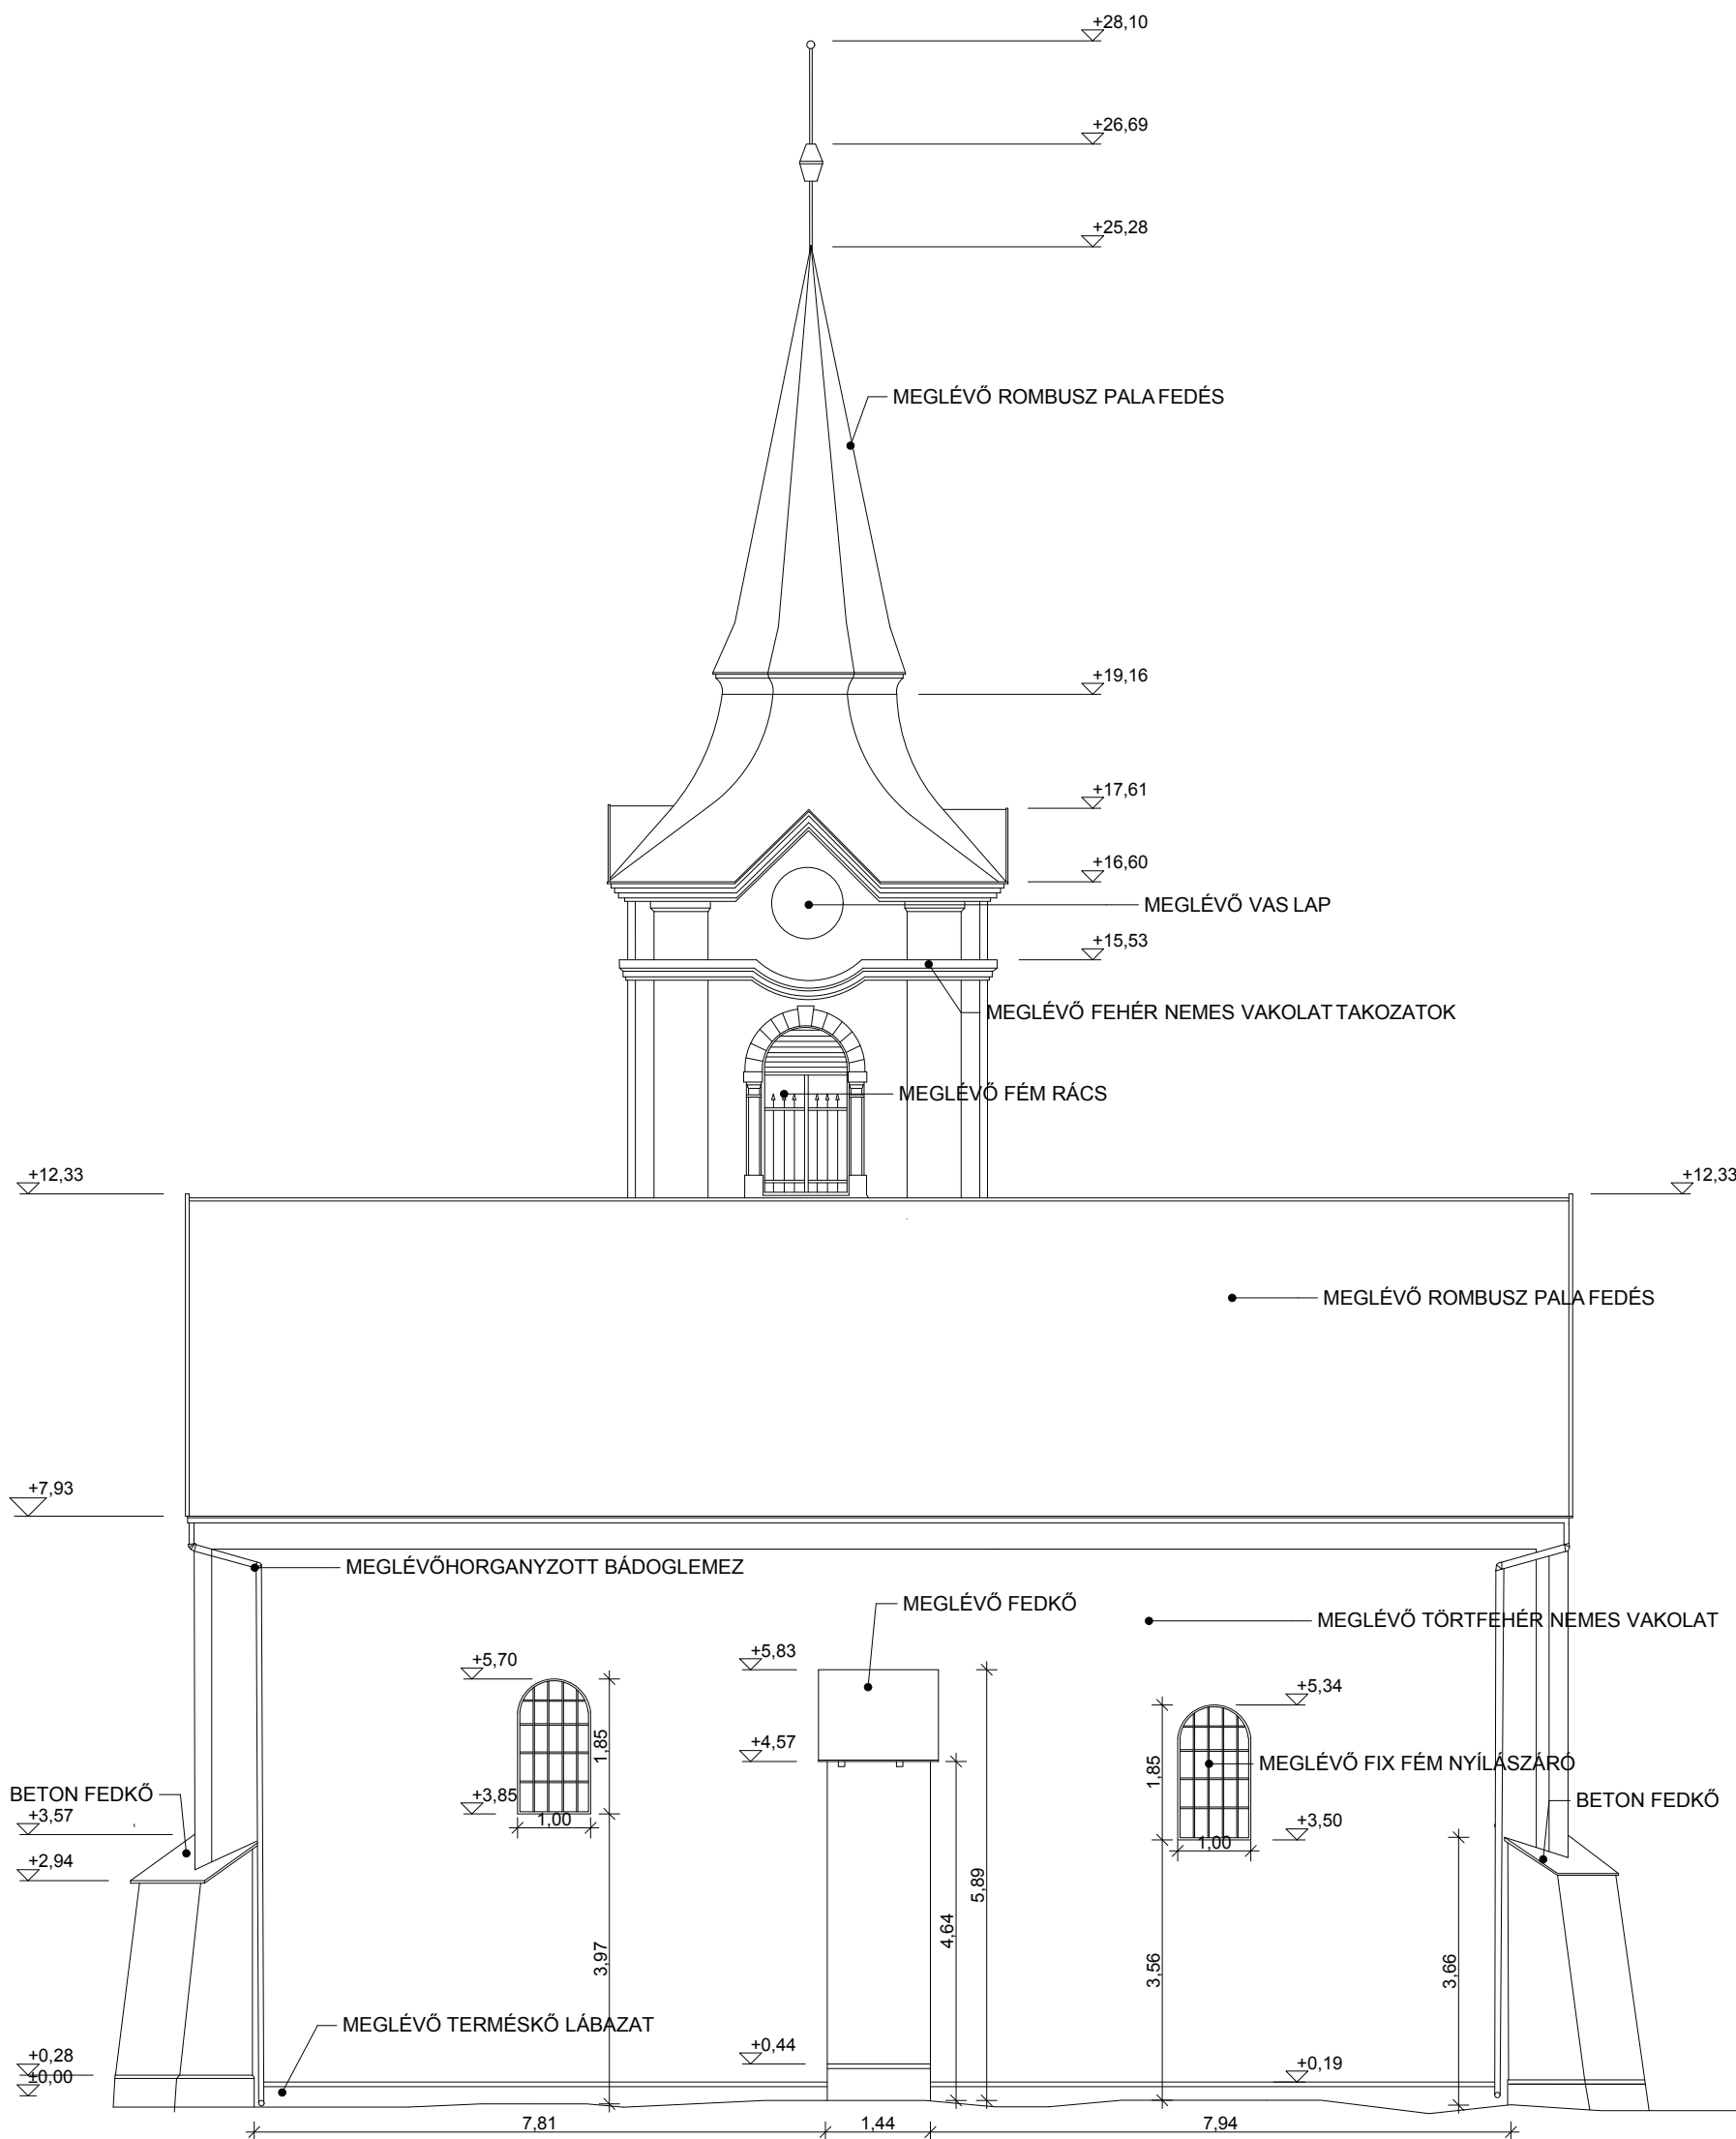 +28,10
+26,69
+25,28
MEGLÉVŐ ROMBUSZ PALA FEDÉS
+19,16
+17,61
+16,60
MEGLÉVŐ VAS LAP
+15,53
MEGLÉVŐ FEHÉR NEMES VAKOLAT TAKOZATOK
MEGLÉVŐ FÉM RÁCS
+12,33
+12,33
MEGLÉVŐ ROMBUSZ PALA FEDÉS
+7,93
MEGLÉVŐHORGANYZOTT BÁDOGLEMEZ
MEGLÉVŐ FEDKŐ
MEGLÉVŐ TÖRTFEHÉR NEMES VAKOLAT
+5,70
+5,83
+5,34
1,85
+4,57
1,85
MEGLÉVŐ FIX FÉM NYÍLÁSZÁRÓ
BETON FEDKŐ
BETON FEDKŐ
+3,85
+3,57
1,00
+3,50
1,00
+2,94
5,89
4,64
3,97
3,56
3,66
MEGLÉVŐ TERMÉSKŐ LÁBAZAT
+0,28
±0,00
+0,44
+0,19
7,81
1,44
7,94